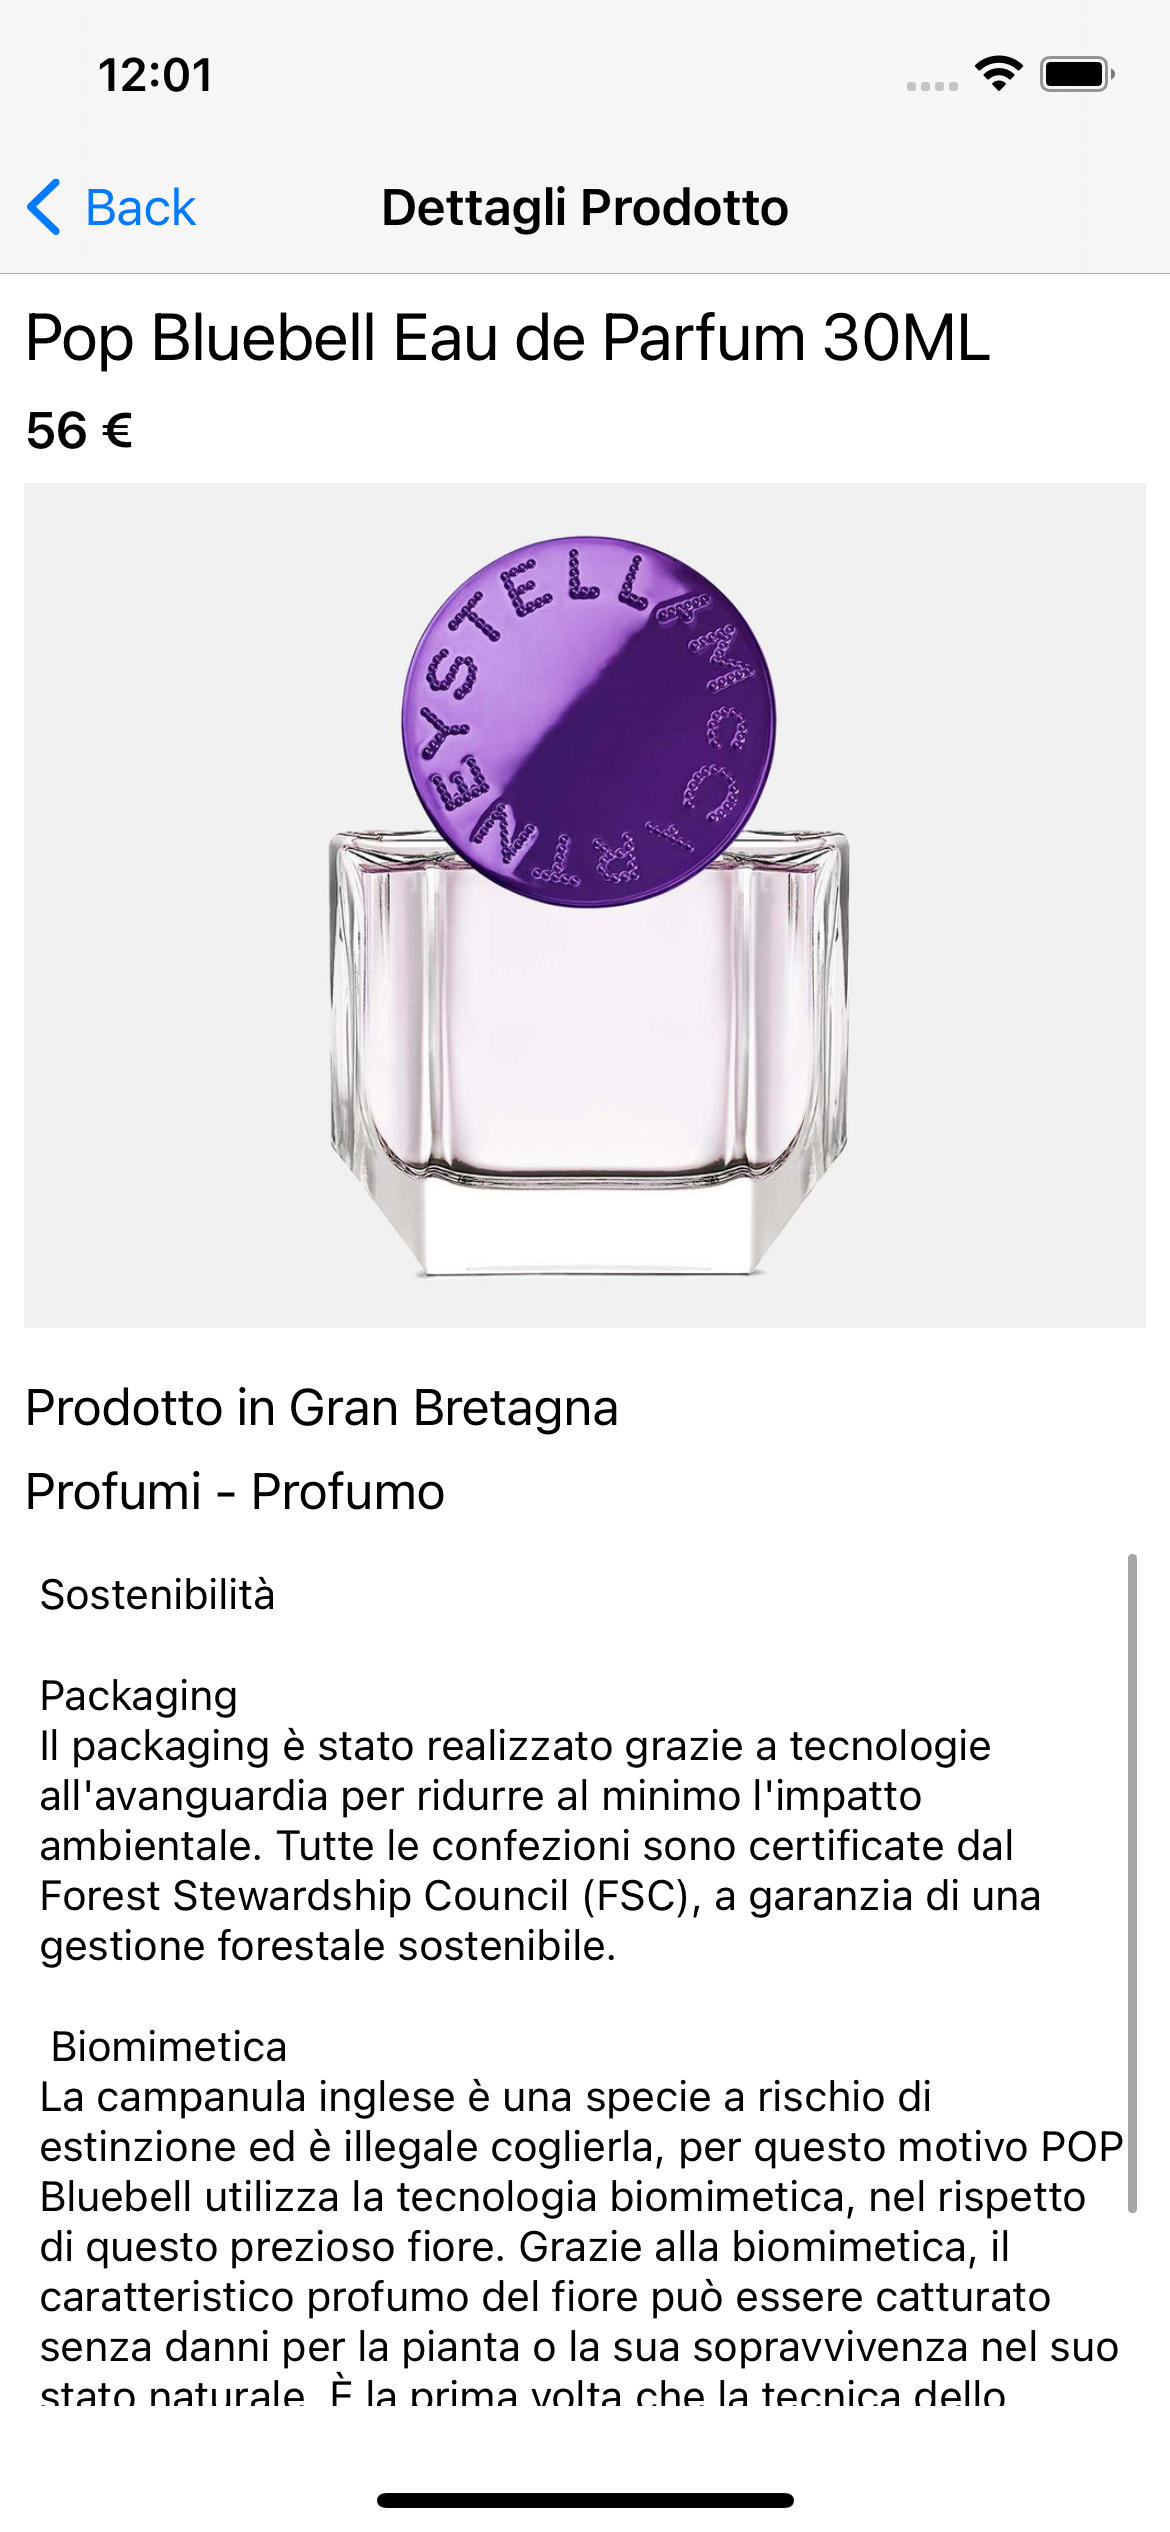 12:01
Back
Dettagli Prodotto
Pop Bluebell Eau de Parfum 30ML
56 €
STELLA MCCARTNEY
Prodotto in Gran Bretagna
Profumi - Profumo
Sostenibilità
Packaging
Il packaging è stato realizzato grazie a tecnologie
all'avanguardia per ridurre al minimo l'impatto
ambientale. Tutte le confezioni sono certificate dal
Forest Stewardship Council (FSC), a garanzia di una
gestione forestale sostenibile.
Biomimetica
La campanula inglese è una specie a rischio di
estinzione ed è illegale coglierla, per questo motivo POP
Bluebell utilizza la tecnologia biomimetica, nel rispetto
di questo prezioso fiore. Grazie alla biomimetica, il
caratteristico profumo del fiore può essere catturato
senza danni per la pianta o la sua sopravvivenza nel suo
stato naturale. È la prima volta che la tecnica dello